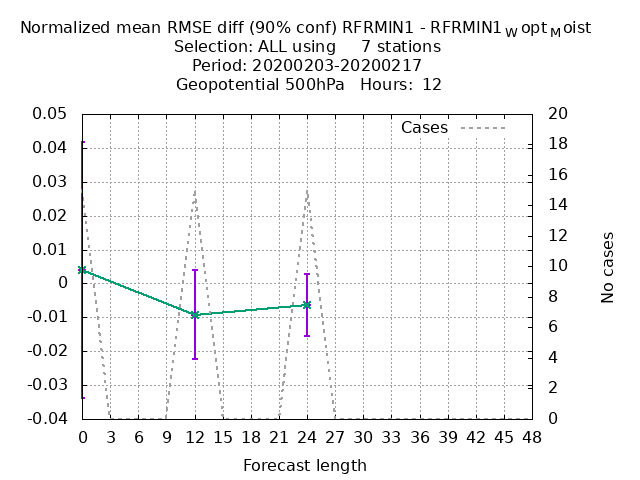 Normalized mean RMSE diff (90% conf) RFRMIN1 - RFRMIN1WoptMoist
Selection: ALL using 7 stations
Period: 20200203-20200217
Geopotential 500hPa Hours: 12
Cases
0.05
0.04
0.03
0.02
0.01
0
-0.01
-0.02
-0.03
-0.04
20
18
16
14
12
10
8
6
4
2
0
No cases
0 3 6 9 12 15 18 21 24 27 30 33 36 39 42 45 48
Forecast length